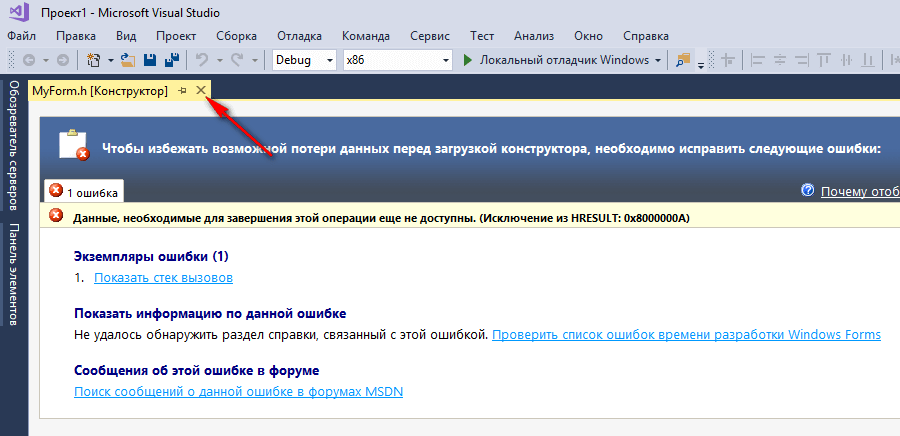 Проект1 - Microsoft Visual Studio
Файл Правка Вид Проект Сборка Отладка Команда Сервис Тест Анализ Окно Справка
Debug x86 Локальный отладчик Windows
Обозреватель серверов
Панель элементов
MyForm.h [Конструктор]
Чтобы избежать возможной потери данных перед загрузкой конструктора, необходимо исправить следующие ошибки:
1 ошибка
Почему отоб
Данные, необходимые для завершения этой операции еще не доступны. (Исключение из HRESULT: 0x8000000A)
Экземпляры ошибки (1)
1. Показать стек вызовов
Показать информацию по данной ошибке
Не удалось обнаружить раздел справки, связанный с этой ошибкой. Проверить список ошибок времени разработки Windows Forms
Сообщения об этой ошибке в форуме
Поиск сообщений о данной ошибке в форумах MSDN